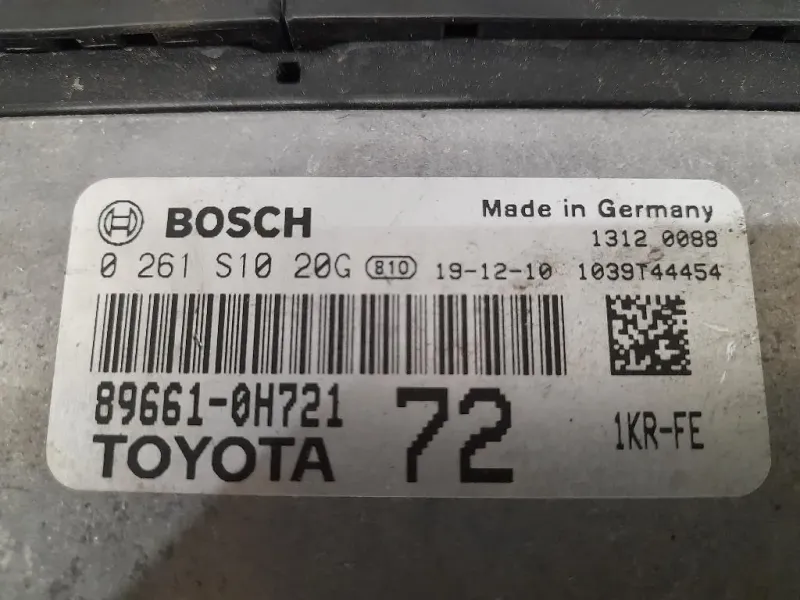 BOSCH Made in Germany
1312 0088
0 261 S10 20G 810 19-12-10 1039T44454
89661-0H721 72 1KR-FE
TOYOTA